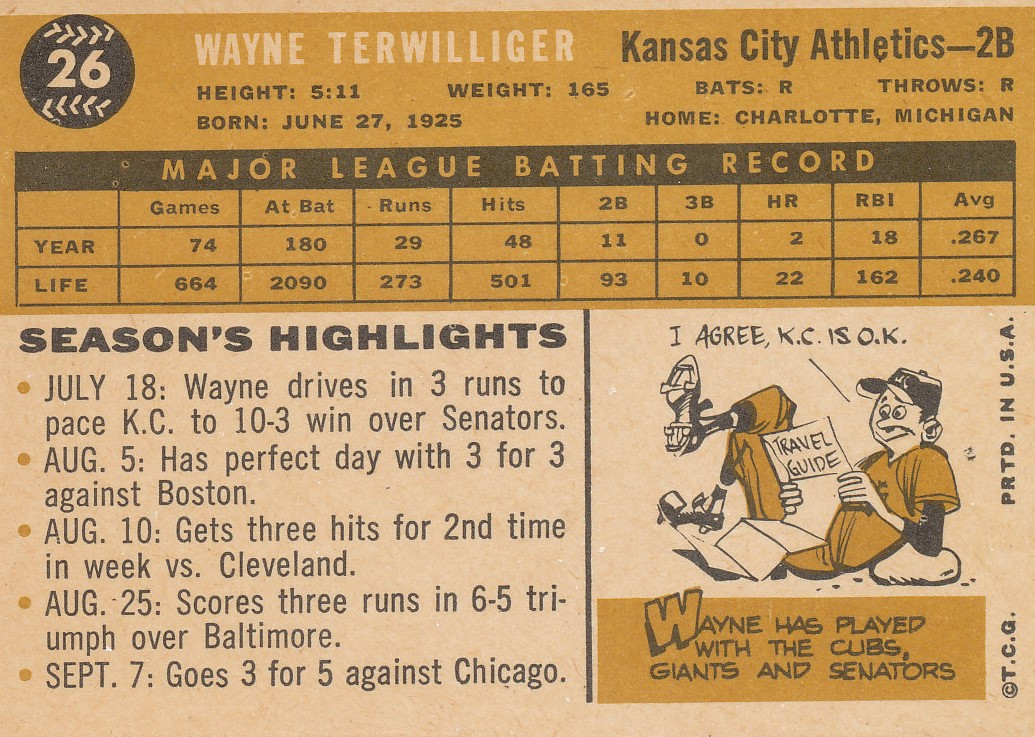 26
WAYNE TERWILLIGER
Kansas City Athletics—2B
HEIGHT: 5:11 WEIGHT: 165 BATS: R THROWS: R
BORN: JUNE 27, 1925 HOME: CHARLOTTE, MICHIGAN
MAJOR LEAGUE BATTING RECORD
Games At Bat Runs Hits 2B 3B HR RBI Avg
YEAR 74 180 29 48 11 0 2 18 .267
LIFE 664 2090 273 501 93 10 22 162 .240
SEASON'S HIGHLIGHTS
• JULY 18: Wayne drives in 3 runs to
pace K.C. to 10-3 win over Senators.
• AUG. 5: Has perfect day with 3 for 3
against Boston.
• AUG. 10: Gets three hits for 2nd time
in week vs. Cleveland.
• AUG. 25: Scores three runs in 6-5 tri-
umph over Baltimore.
• SEPT. 7: Goes 3 for 5 against Chicago.
I AGREE, K.C. IS O.K.
TRAVEL
GUIDE
WAYNE HAS PLAYED
WITH THE CUBS,
GIANTS AND SENATORS
©T.C.G. PRTD. IN U.S.A.